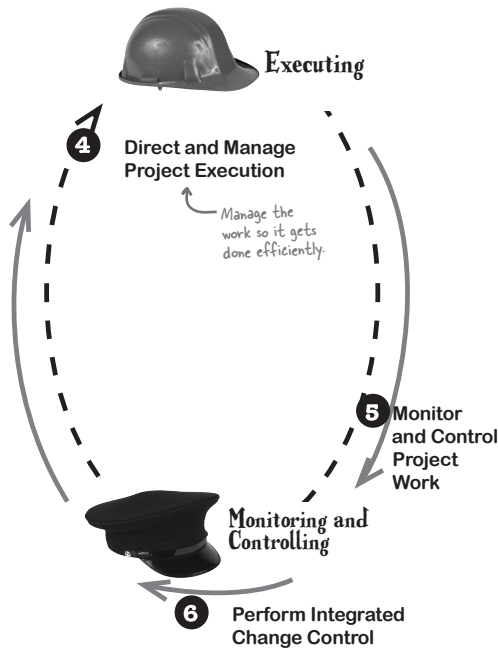 Executing
4
Direct and Manage
Project Execution
Manage the
work so it gets
done efficiently.
5
Monitor
and Control
Project
Work
Monitoring and
Controlling
6
Perform Integrated
Change Control